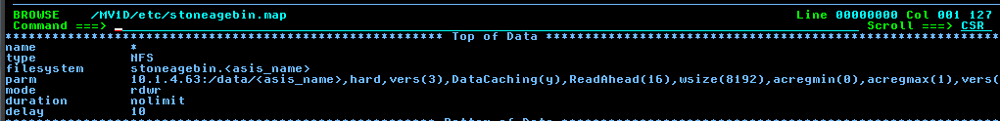 BROWSE /MV1D/etc/stoneagebin.map Line 00000000 Col 001 127
Command ===> Scroll ===> CSR
********************************************************* Top of Data *********************************************************
name *
type NFS
filesystem stoneagebin.<asis_name>
parm 10.1.4.63:/data/<asis_name>,hard,vers(3),DataCaching(y),ReadAhead(16),wsize(8192),acregmin(0),acregmax(1),vers(
mode rdwr
duration nolimit
delay 10